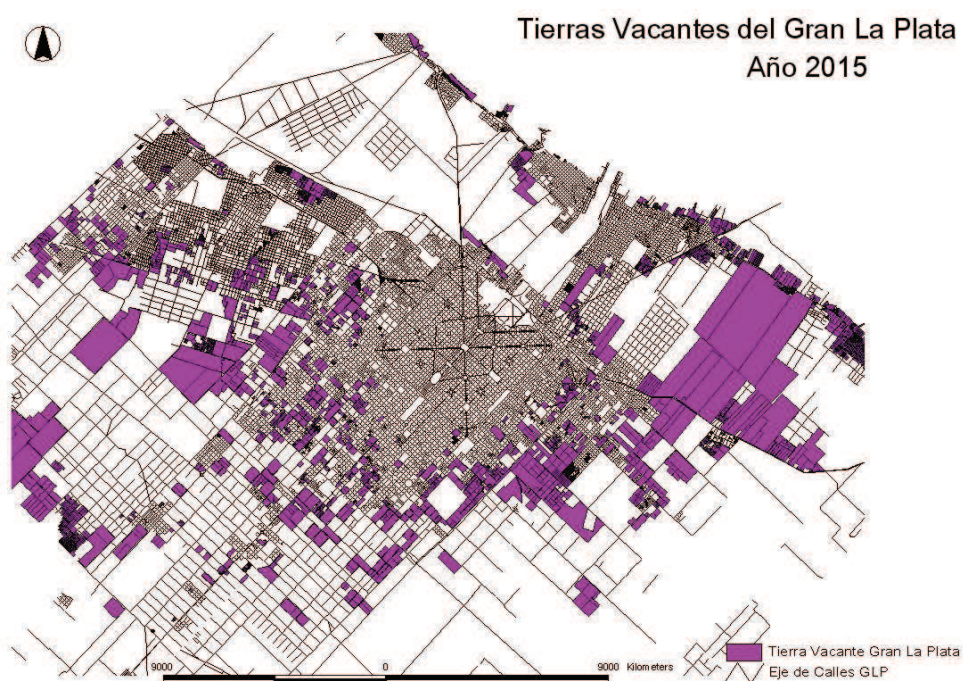 Tierras Vacantes del Gran La Plata
Año 2015
9000 0 9000 Kilometers
Tierra Vacante Gran La Plata
Eje de Calles GLP